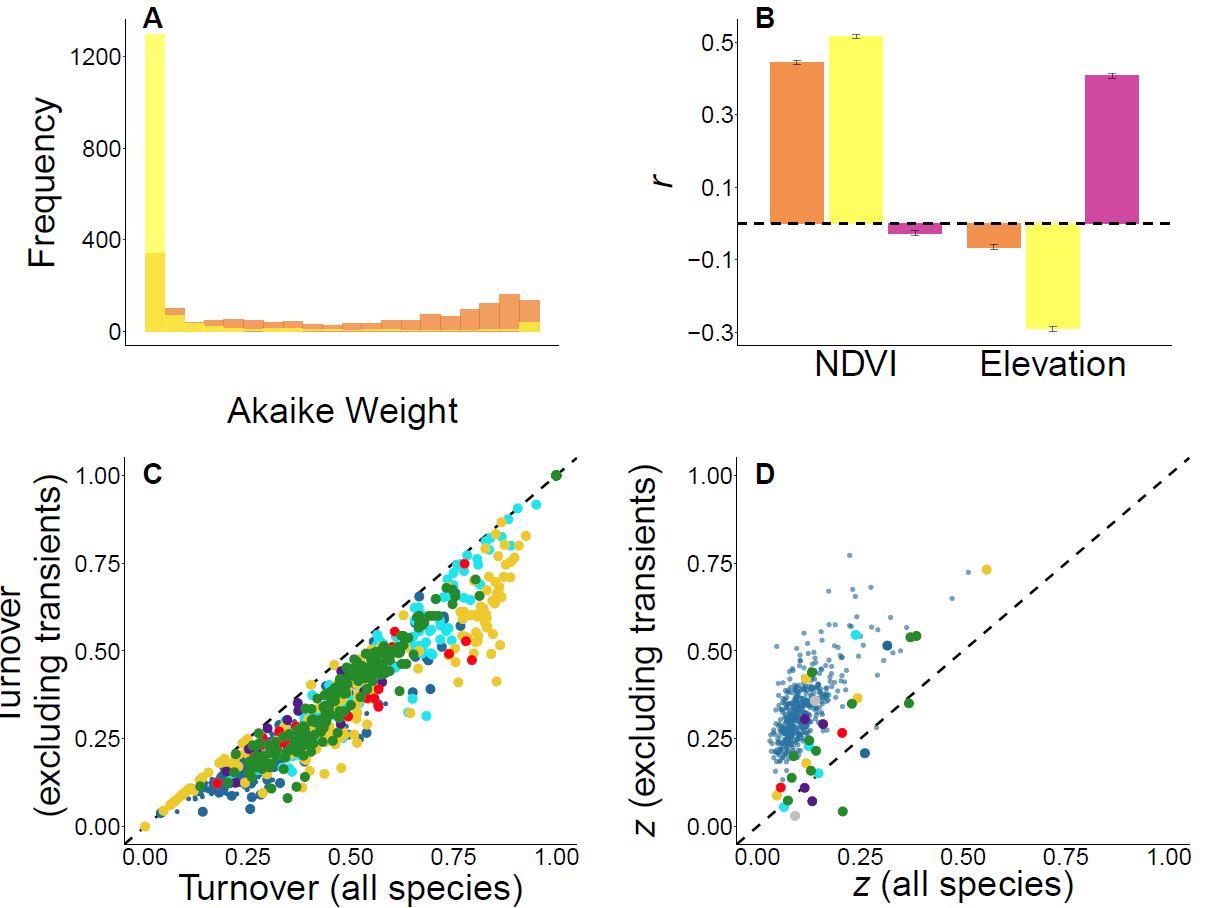 A
1200
800
400
0
Frequency
Akaike Weight
B
0.5
0.3
0.1
−0.1
−0.3
r
NDVI
Elevation
C
1.00
0.75
0.50
0.25
0.00
Turnover
(excluding transients)
0.00 0.25 0.50 0.75 1.00
Turnover (all species)
D
1.00
0.75
0.50
0.25
0.00
z (excluding transients)
0.00 0.25 0.50 0.75 1.00
z (all species)